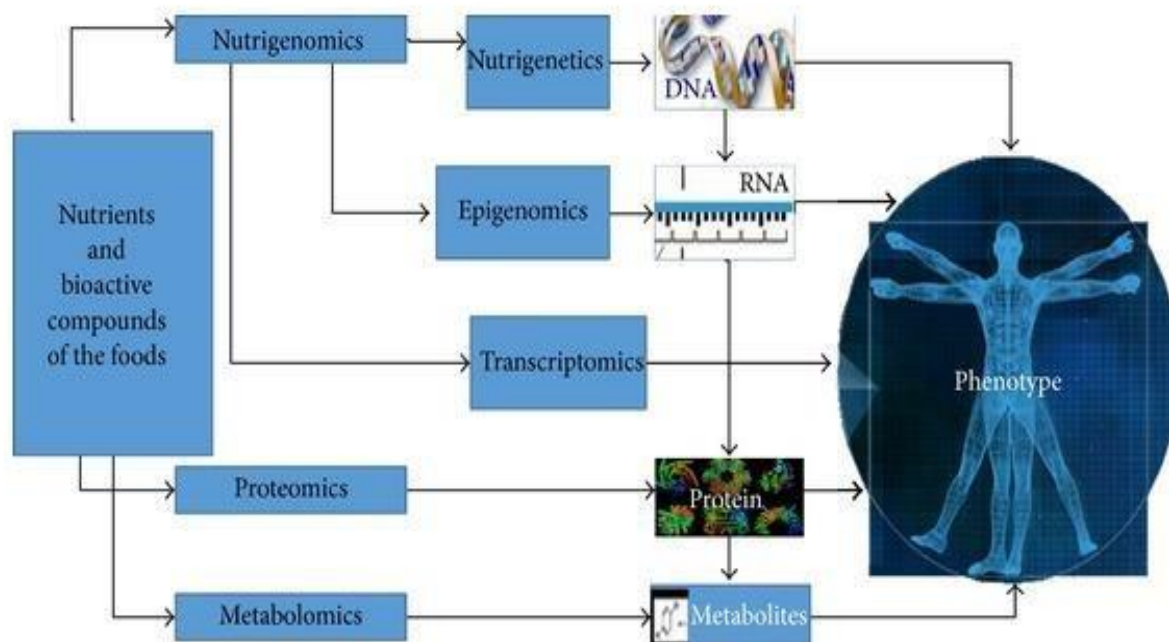 Nutrigenomics
Nutrigenetics
DNA
Nutrients
and
bioactive
compounds
of the foods
Epigenomics
RNA
Transcriptomics
Phenotype
Proteomics
Protein
Metabolomics
Metabolites